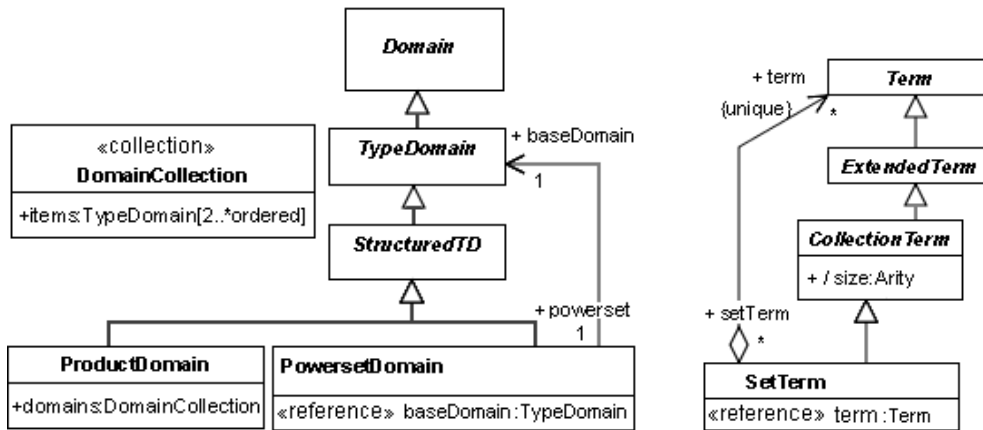 Domain
«collection»
DomainCollection
+items:TypeDomain[2..*ordered]
TypeDomain
+ baseDomain
1
StructuredTD
+ powerset
1
ProductDomain
+domains:DomainCollection
PowersetDomain
«reference» baseDomain:TypeDomain
+ term
{unique}
*
Term
ExtendedTerm
CollectionTerm
+ / size:Arity
+ setTerm
*
SetTerm
«reference» term :Term